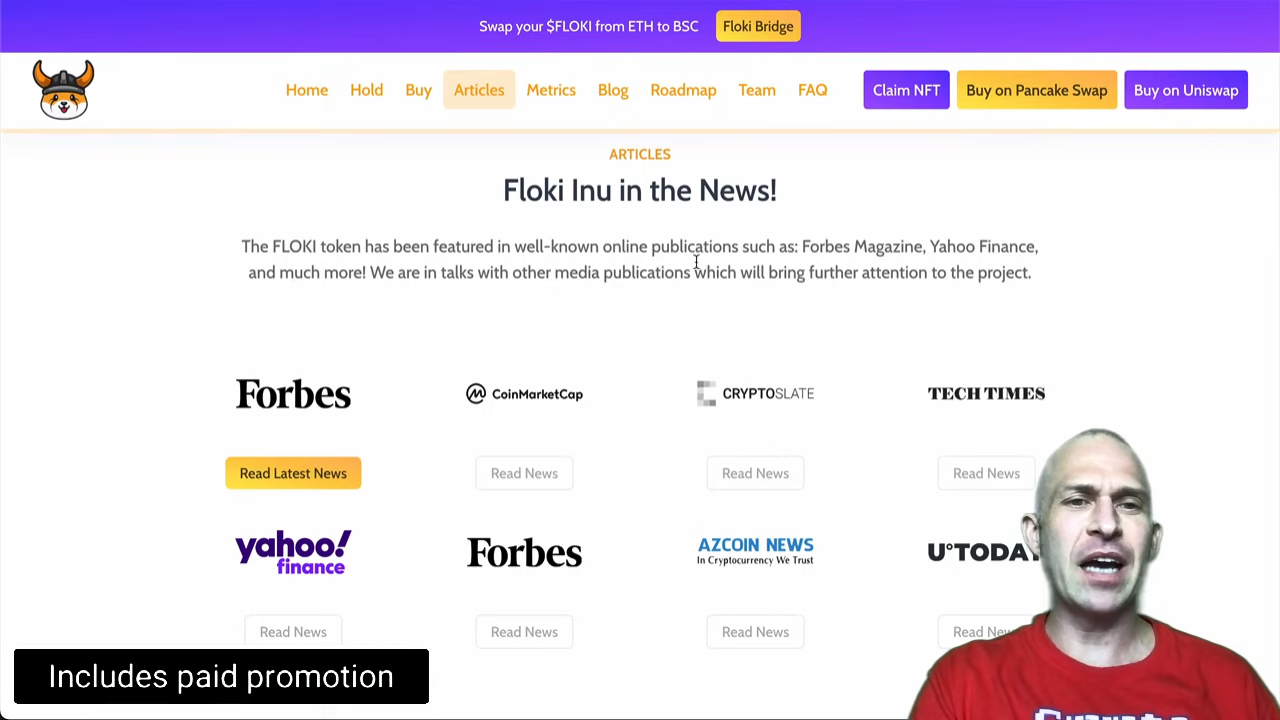 Swap your $FLOKI from ETH to BSC Floki Bridge
Home Hold Buy Articles Metrics Blog Roadmap Team FAQ Claim NFT Buy on Pancake Swap Buy on Uniswap
ARTICLES
Floki Inu in the News!
The FLOKI token has been featured in well-known online publications such as: Forbes Magazine, Yahoo Finance,
and much more! We are in talks with other media publications which will bring further attention to the project.
Forbes CoinMarketCap CRYPTOSLATE TECH TIMES
Read Latest News Read News Read News Read News
yahoo! finance Forbes AZCOIN NEWS In Cryptocurrency We Trust U°TODAY
Read News Read News Read News Read
Includes paid promotion